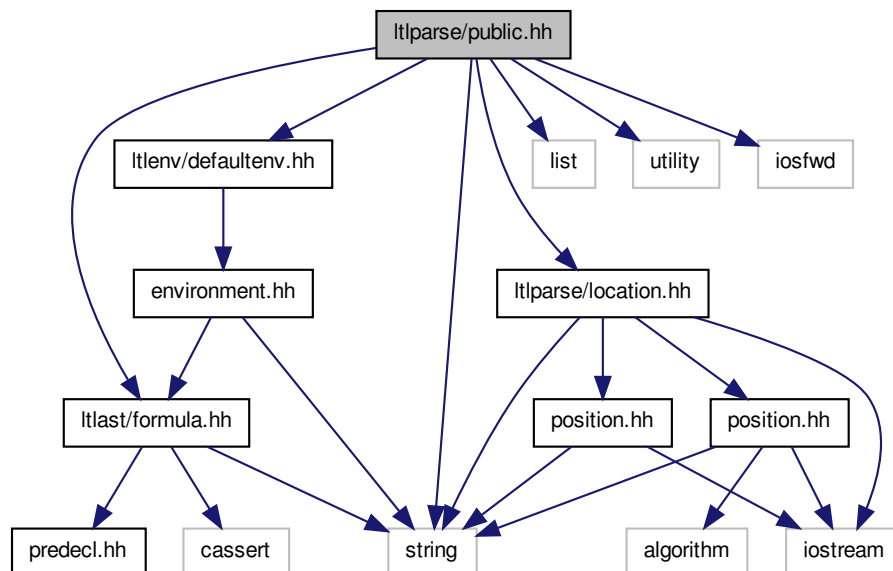 ltlparse/public.hh
ltlenv/defaultenv.hh
list
utility
iosfwd
environment.hh
ltlparse/location.hh
ltlast/formula.hh
position.hh
position.hh
predecl.hh
cassert
string
algorithm
iostream